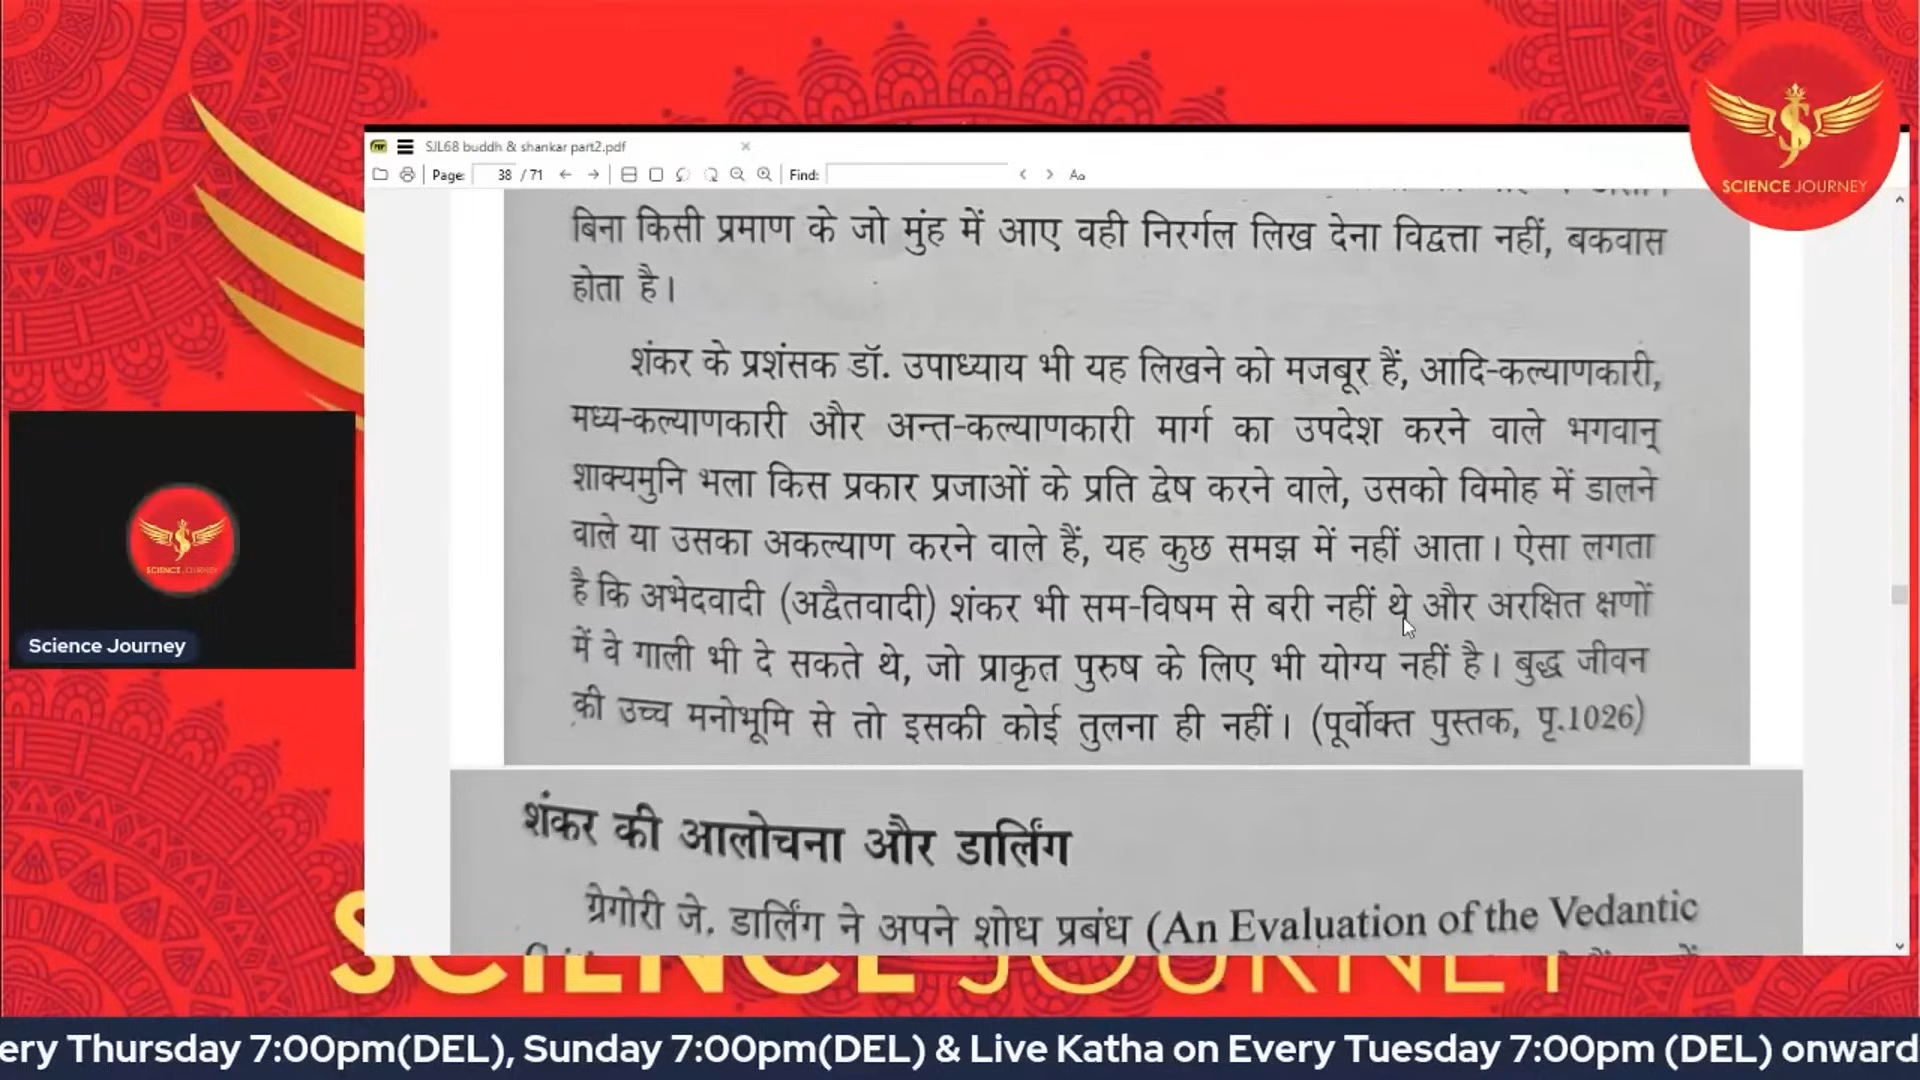 SJL68 buddh & shankar part2.pdf
Page: 38 / 71 Find: Aa
SCIENCE JOURNEY
बिना किसी प्रमाण के जो मुंह में आए वही निरर्गल लिख देना विद्वत्ता नहीं, बकवास
होता है।
शंकर के प्रशंसक डॉ. उपाध्याय भी यह लिखने को मजबूर हैं, आदि-कल्याणकारी,
मध्य-कल्याणकारी और अन्त-कल्याणकारी मार्ग का उपदेश करने वाले भगवान्
शाक्यमुनि भला किस प्रकार प्रजाओं के प्रति द्वेष करने वाले, उसको विमोह में डालने
वाले या उसका अकल्याण करने वाले हैं, यह कुछ समझ में नहीं आता। ऐसा लगता
है कि अभेदवादी (अद्वैतवादी) शंकर भी सम-विषम से बरी नहीं थे और अरक्षित क्षणों
में वे गाली भी दे सकते थे, जो प्राकृत पुरुष के लिए भी योग्य नहीं है। बुद्ध जीवन
की उच्च मनोभूमि से तो इसकी कोई तुलना ही नहीं। (पूर्वोक्त पुस्तक, पृ.1026)
शंकर की आलोचना और डार्लिंग
ग्रेगोरी जे. डार्लिंग ने अपने शोध प्रबंध (An Evaluation of the Vedantic
SCIENCE JOURNEY
Science Journey
SCIENCE JOURNEY
ery Thursday 7:00pm(DEL), Sunday 7:00pm(DEL) & Live Katha on Every Tuesday 7:00pm (DEL) onward